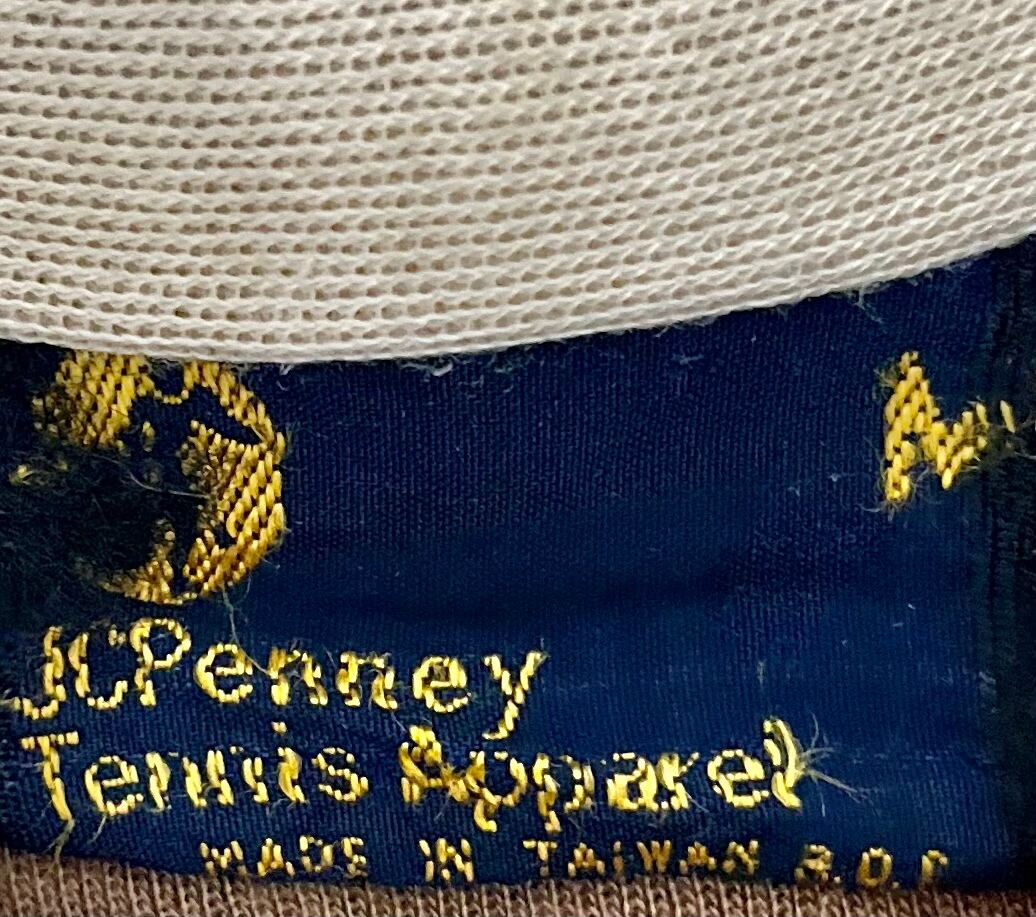 M
JCPenney
Tennis Apparel
MADE IN TAIWAN R.O.C